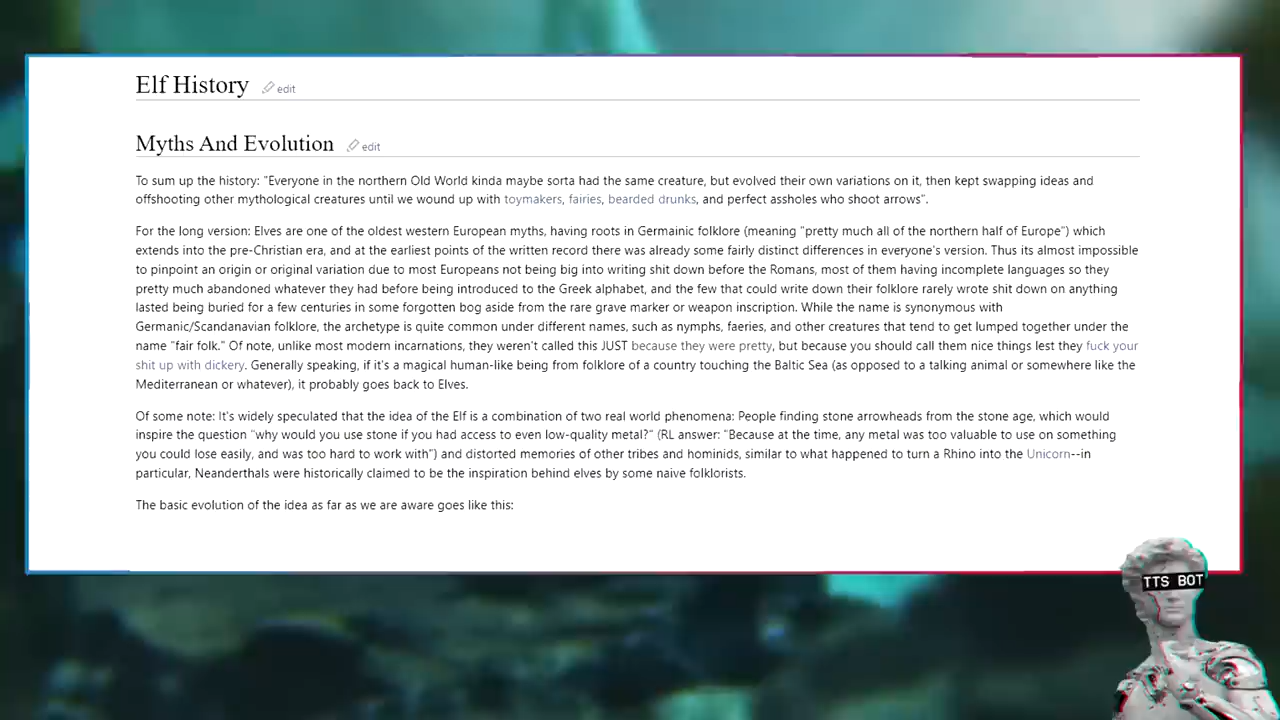 Elf History edit
Myths And Evolution edit
To sum up the history: "Everyone in the northern Old World kinda maybe sorta had the same creature, but evolved their own variations on it, then kept swapping ideas and
offshooting other mythological creatures until we wound up with toymakers, fairies, bearded drunks, and perfect assholes who shoot arrows".
For the long version: Elves are one of the oldest western European myths, having roots in Germainic folklore (meaning "pretty much all of the northern half of Europe") which
extends into the pre-Christian era, and at the earliest points of the written record there was already some fairly distinct differences in everyone's version. Thus its almost impossible
to pinpoint an origin or original variation due to most Europeans not being big into writing shit down before the Romans, most of them having incomplete languages so they
pretty much abandoned whatever they had before being introduced to the Greek alphabet, and the few that could write down their folklore rarely wrote shit down on anything
lasted being buried for a few centuries in some forgotten bog aside from the rare grave marker or weapon inscription. While the name is synonymous with
Germanic/Scandanavian folklore, the archetype is quite common under different names, such as nymphs, faeries, and other creatures that tend to get lumped together under the
name "fair folk." Of note, unlike most modern incarnations, they weren't called this JUST because they were pretty, but because you should call them nice things lest they fuck your
shit up with dickery. Generally speaking, if it's a magical human-like being from folklore of a country touching the Baltic Sea (as opposed to a talking animal or somewhere like the
Mediterranean or whatever), it probably goes back to Elves.
Of some note: It's widely speculated that the idea of the Elf is a combination of two real world phenomena: People finding stone arrowheads from the stone age, which would
inspire the question "why would you use stone if you had access to even low-quality metal?" (RL answer: "Because at the time, any metal was too valuable to use on something
you could lose easily, and was too hard to work with") and distorted memories of other tribes and hominids, similar to what happened to turn a Rhino into the Unicorn--in
particular, Neanderthals were historically claimed to be the inspiration behind elves by some naive folklorists.
The basic evolution of the idea as far as we are aware goes like this:
TTS BOT